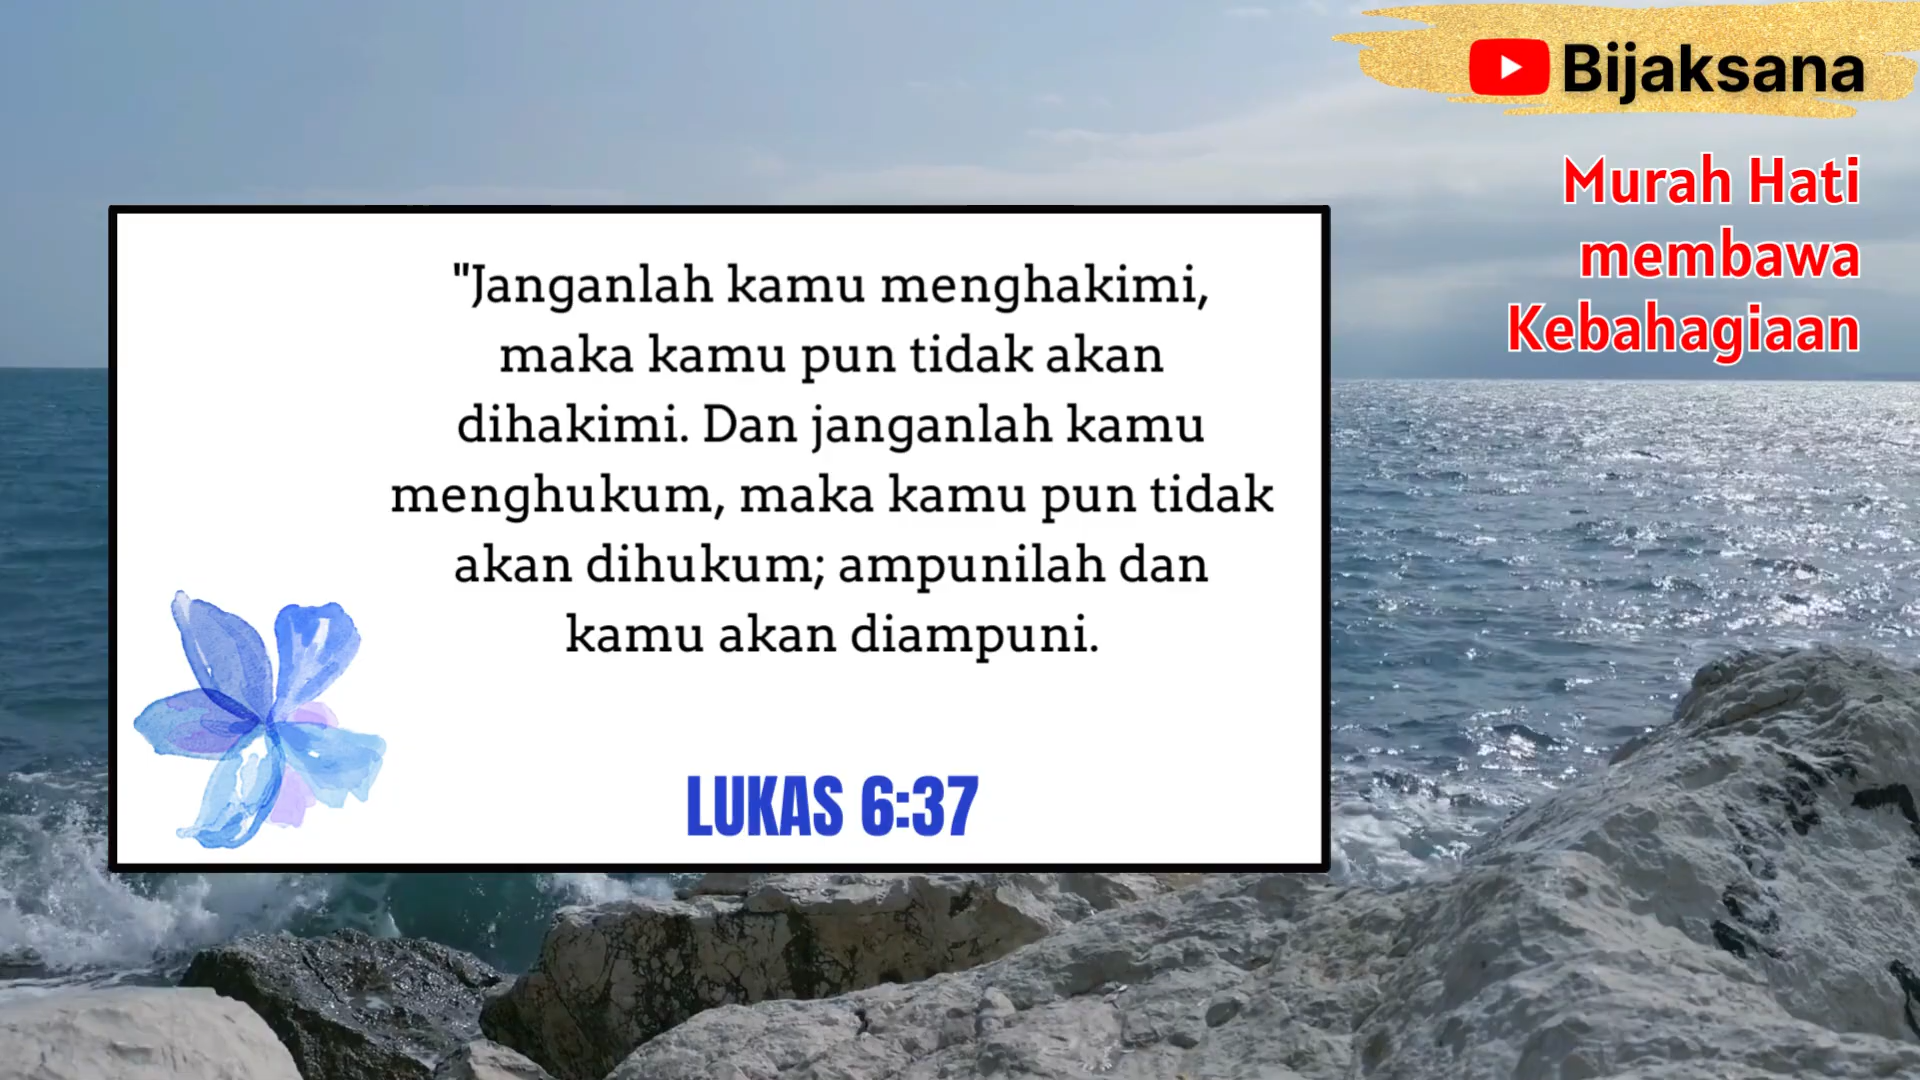 Bijaksana
Murah Hati
membawa
Kebahagiaan
"Janganlah kamu menghakimi,
maka kamu pun tidak akan
dihakimi. Dan janganlah kamu
menghukum, maka kamu pun tidak
akan dihukum; ampunilah dan
kamu akan diampuni.
LUKAS 6:37